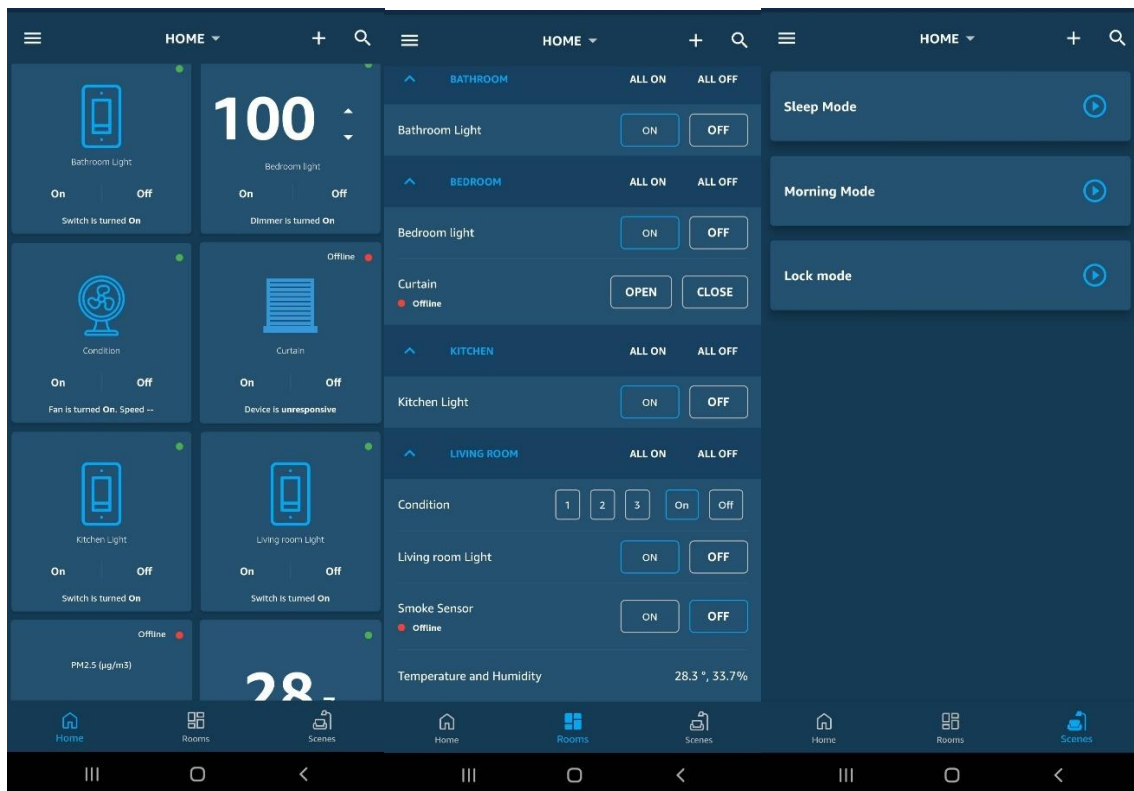 HOME
Bathroom Light
On Off
Switch is turned On
100
Bedroom light
On Off
Dimmer is turned On
Condition
On Off
Fan is turned On. Speed --
Offline
Curtain
On Off
Device is unresponsive
Kitchen Light
On Off
Switch is turned On
Living room Light
On Off
Switch is turned On
Offline
PM2.5 (µg/m3)
28
Home Rooms Scenes
HOME
BATHROOM ALL ON ALL OFF
Bathroom Light ON OFF
BEDROOM ALL ON ALL OFF
Bedroom light ON OFF
Curtain OPEN CLOSE
Offline
KITCHEN ALL ON ALL OFF
Kitchen Light ON OFF
LIVING ROOM ALL ON ALL OFF
Condition 1 2 3 On Off
Living room Light ON OFF
Smoke Sensor ON OFF
Offline
Temperature and Humidity 28.3 °, 33.7%
Home Rooms Scenes
HOME
Sleep Mode
Morning Mode
Lock mode
Home Rooms Scenes